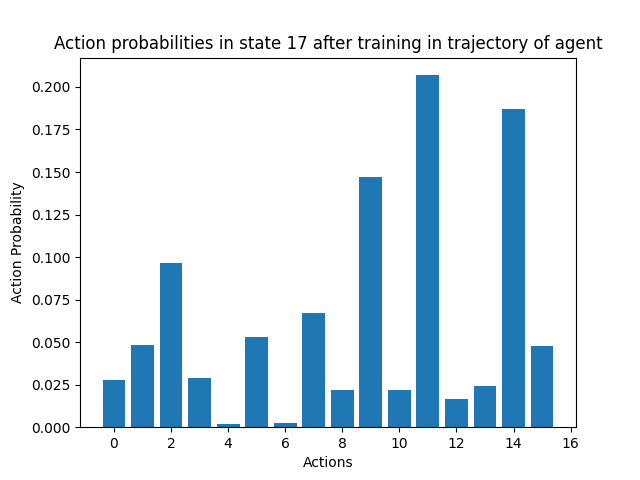 Action probabilities in state 17 after training in trajectory of agent
0.200
0.175
0.150
0.125
0.100
0.075
0.050
0.025
0.000
Action Probability
0 2 4 6 8 10 12 14 16
Actions